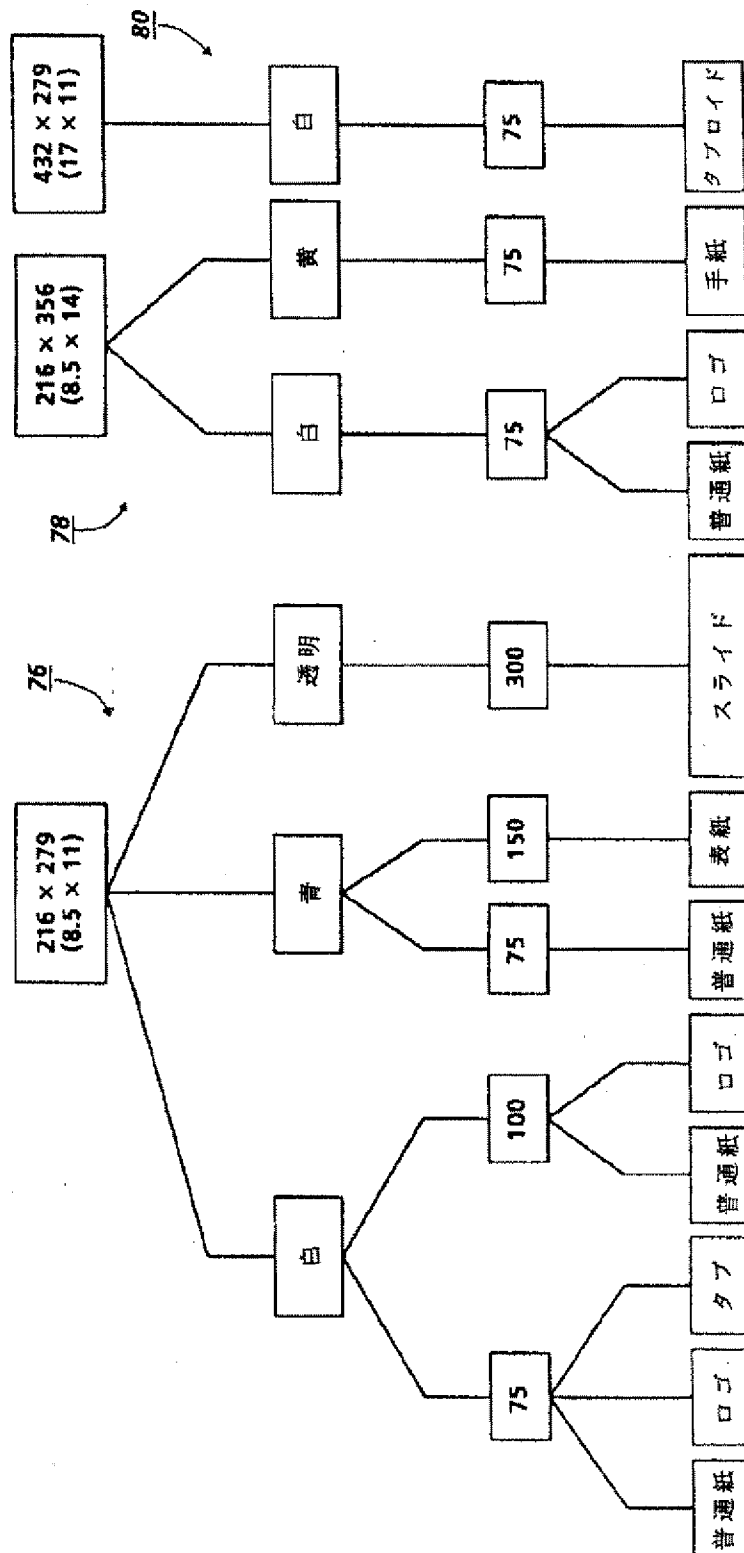 76
78
80
216 × 279
(8.5 × 11)
216 × 356
(8.5 × 14)
432 × 279
(17 × 11)
白
青
透明
白
黄
白
75
100
75
150
300
75
75
75
普通紙
ロゴ
タブ
普通紙
ロゴ
普通紙
表紙
スライド
普通紙
ロゴ
手紙
タブロイド